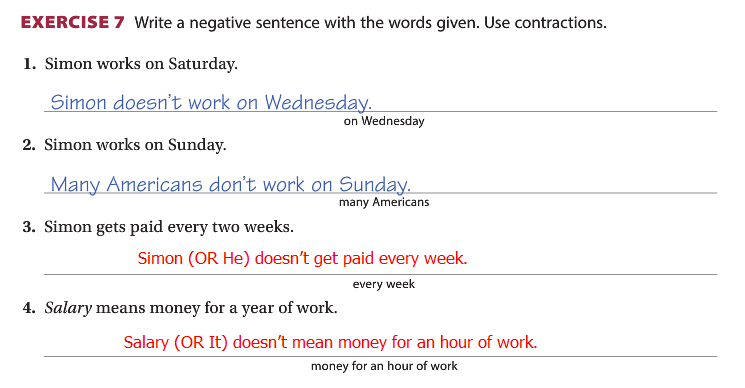 EXERCISE 7 Write a negative sentence with the words given. Use contractions.
1. Simon works on Saturday.
Simon doesn't work on Wednesday.
on Wednesday
2. Simon works on Sunday.
Many Americans don't work on Sunday.
many Americans
3. Simon gets paid every two weeks.
Simon (OR He) doesn't get paid every week.
every week
4. Salary means money for a year of work.
Salary (OR It) doesn't mean money for an hour of work.
money for an hour of work